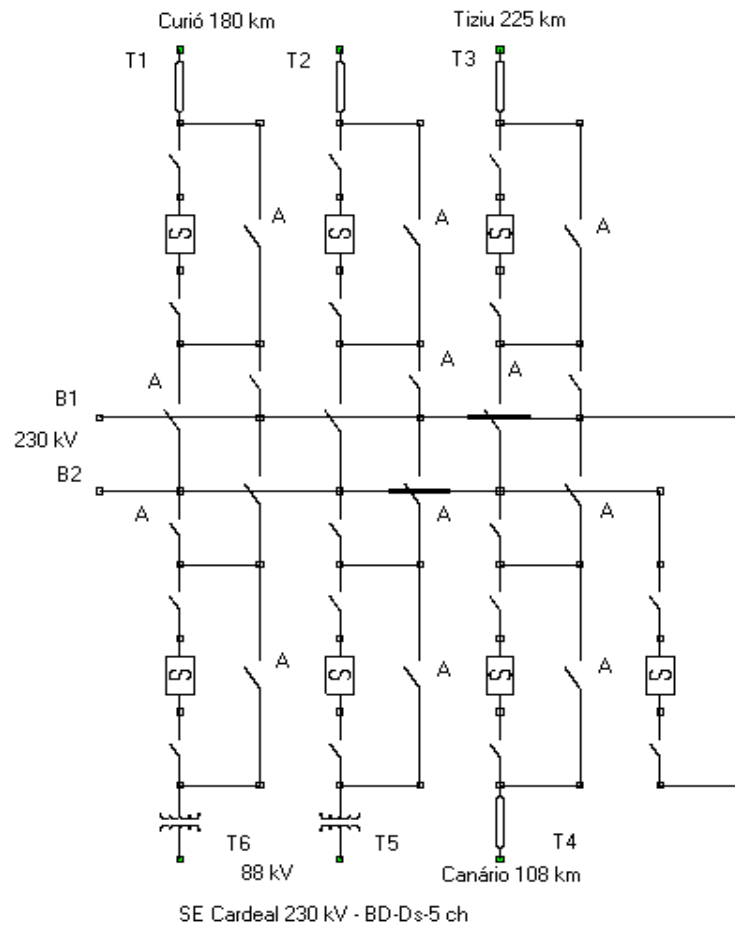 Curió 180 km
Tiziu 225 km
T1
T2
T3
S
A
S
A
S
A
A
A
A
B1
230 kV
B2
A
A
A
S
A
S
A
S
A
S
T6
T5
T4
88 kV
Canário 108 km
SE Cardeal 230 kV - BD-Ds-5 ch